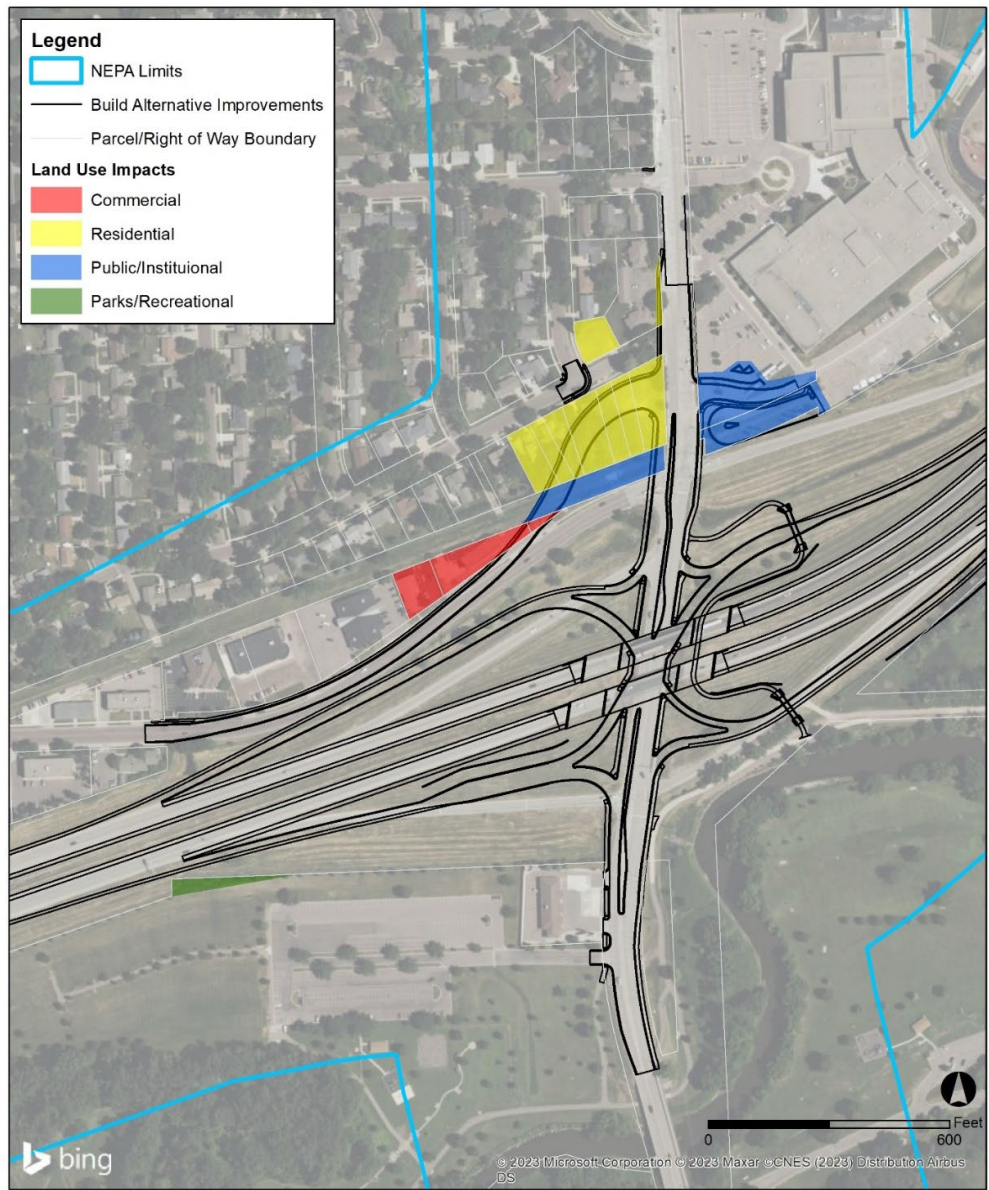 Legend
NEPA Limits
Build Alternative Improvements
Parcel/Right of Way Boundary
Land Use Impacts
Commercial
Residential
Public/Instituional
Parks/Recreational
Feet
0 600
bing
© 2023 Microsoft Corporation © 2023 Maxar ©CNES (2023) Distribution Airbus
DS